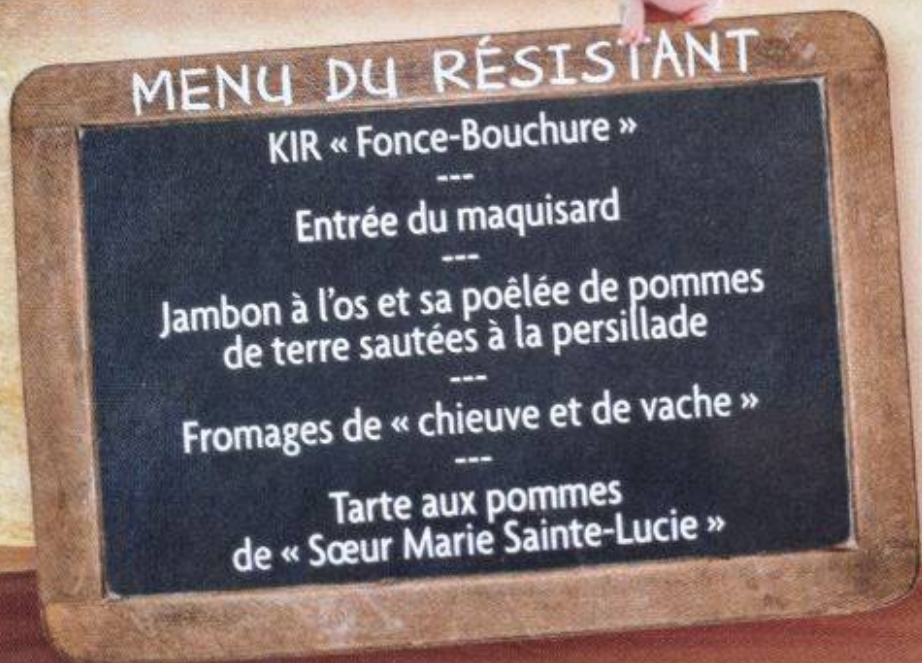 MENU DU RÉSISTANT
KIR « Fonce-Bouchure »
---
Entrée du maquisard
---
Jambon à l'os et sa poêlée de pommes
de terre sautées à la persillade
---
Fromages de « chieuve et de vache »
---
Tarte aux pommes
de « Sœur Marie Sainte-Lucie »